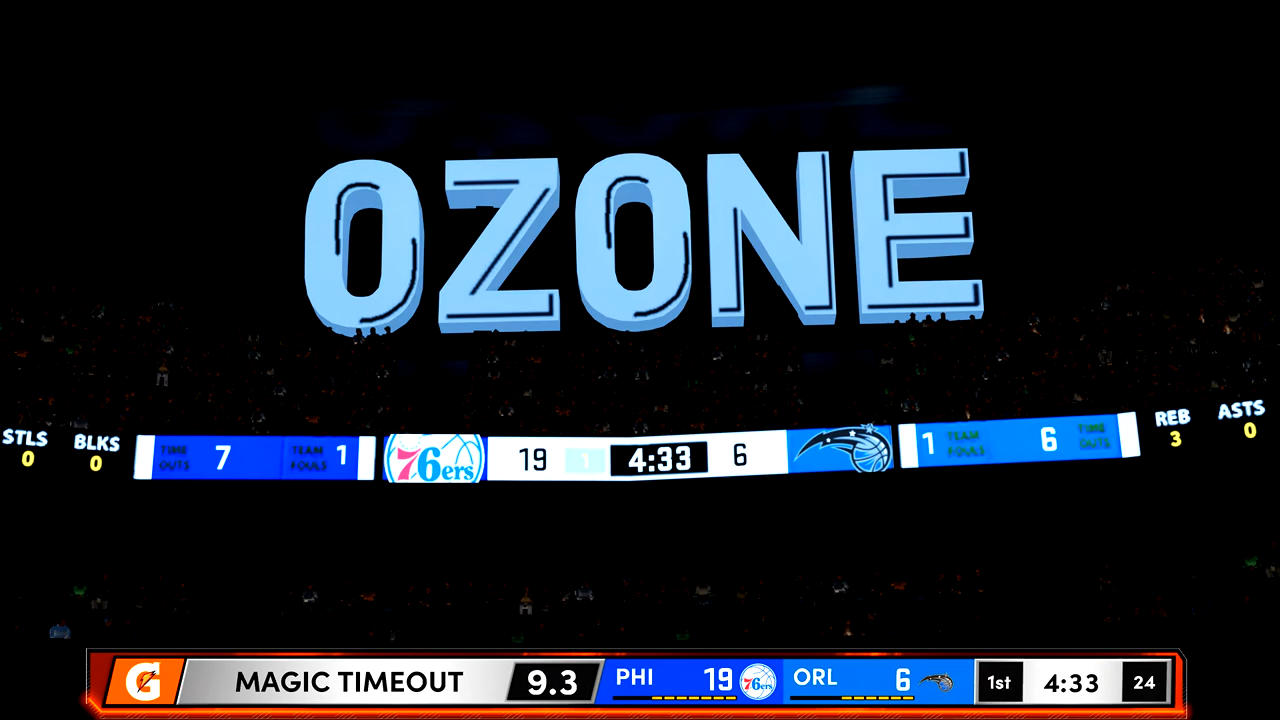 OZONE
STLS 0 BLKS 0 TIME OUTS 7 TEAM FOULS 1 76ers 19 1 4:33 6 1 TEAM FOULS 6 TIME OUTS REB 3 ASTS 0
G MAGIC TIMEOUT 9.3 PHI 19 76ers ORL 6 1st 4:33 24